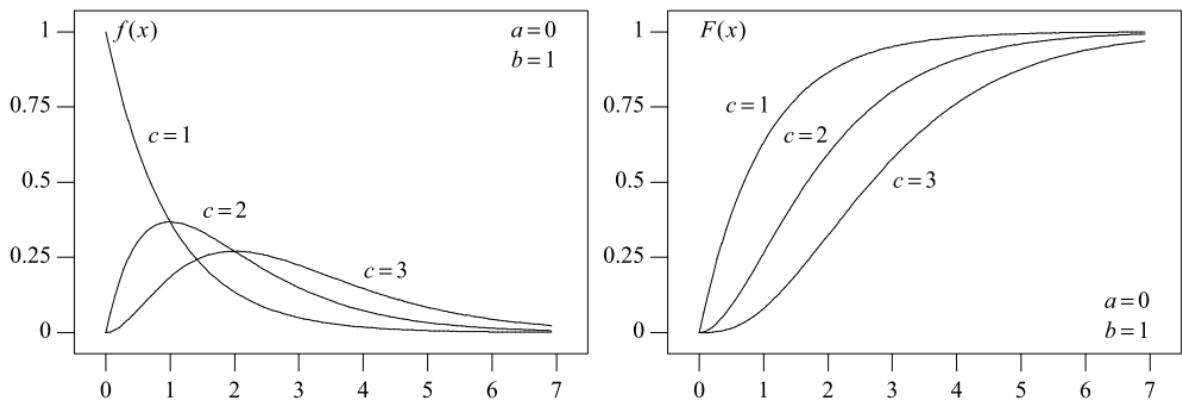 1 f(x) a=0
b=1
0.75
c=1
0.5
c=2
0.25
c=3
0
0 1 2 3 4 5 6 7
1 F(x)
0.75 c=1
c=2
0.5 c=3
0.25
a=0
0 b=1
0 1 2 3 4 5 6 7